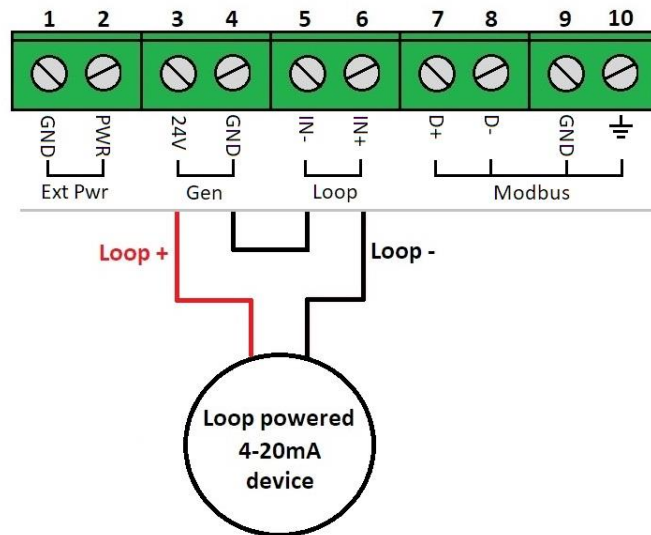 1 2 3 4 5 6 7 8 9 10
GND PWR 24V GND IN- IN+ D+ D- GND
Ext Pwr Gen Loop Modbus
Loop + Loop -
Loop powered
4-20mA
device